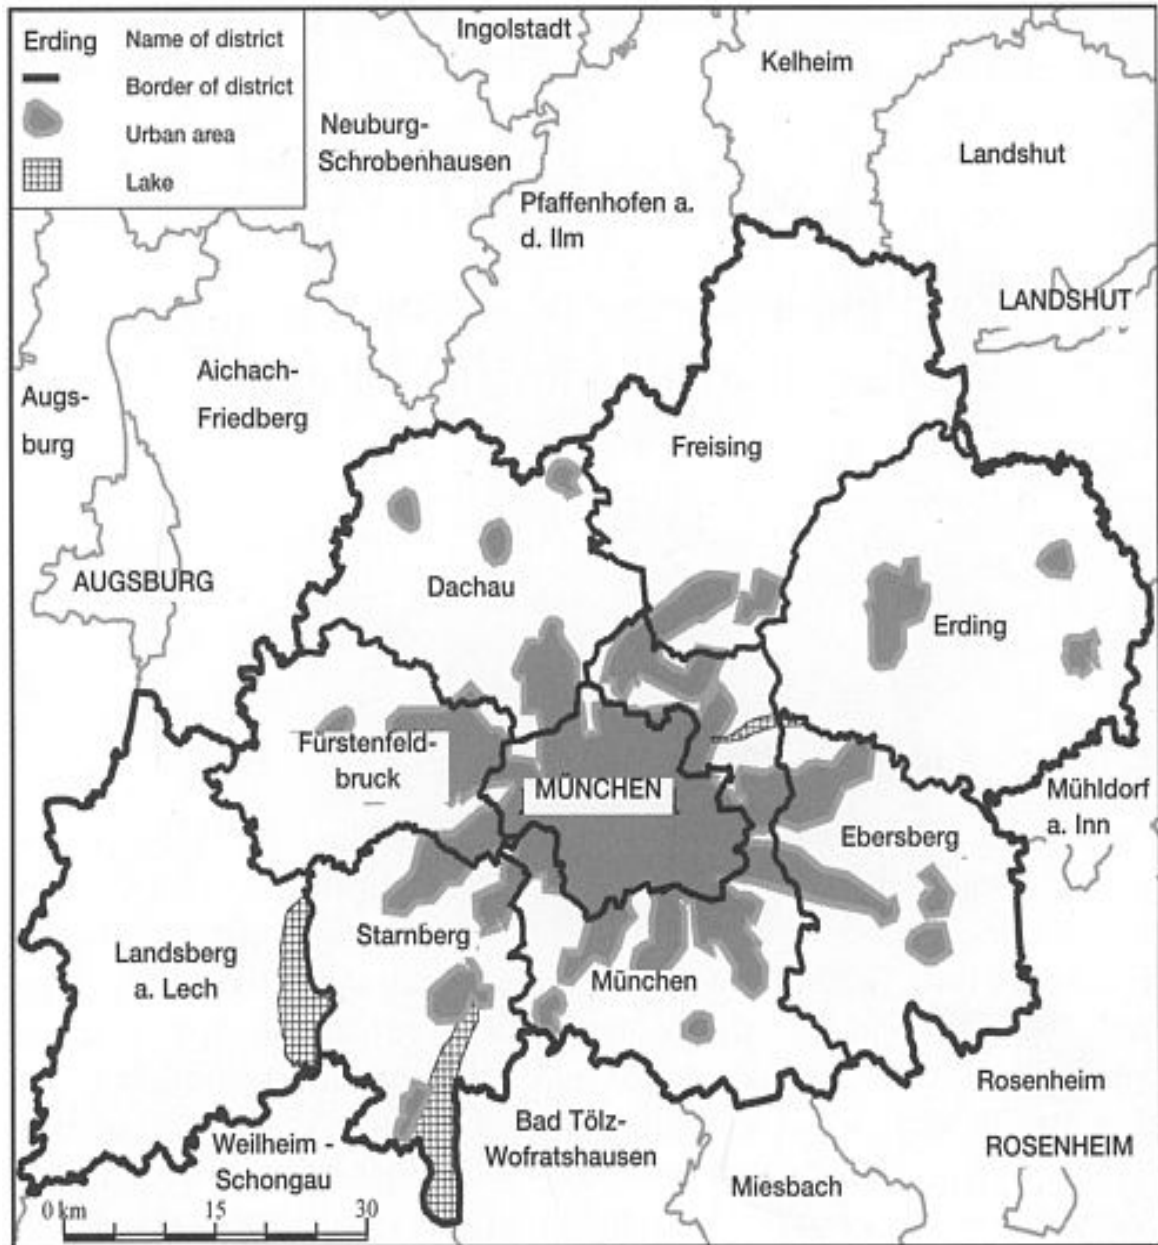 Erding Name of district
Border of district
Urban area
Lake
Ingolstadt
Kelheim
Neuburg-
Schrobenhausen
Landshut
Pfaffenhofen a.
d. Ilm
LANDSHUT
Aichach-
Friedberg
Augs-
burg
Freising
AUGSBURG
Dachau
Erding
Fürstenfeld-
bruck
MÜNCHEN
Mühldorf
a. Inn
Ebersberg
Starnberg
Landsberg
a. Lech
München
Rosenheim
Bad Tölz-
Wofratshausen
ROSENHEIM
Weilheim -
Schongau
Miesbach
0 km 15 30